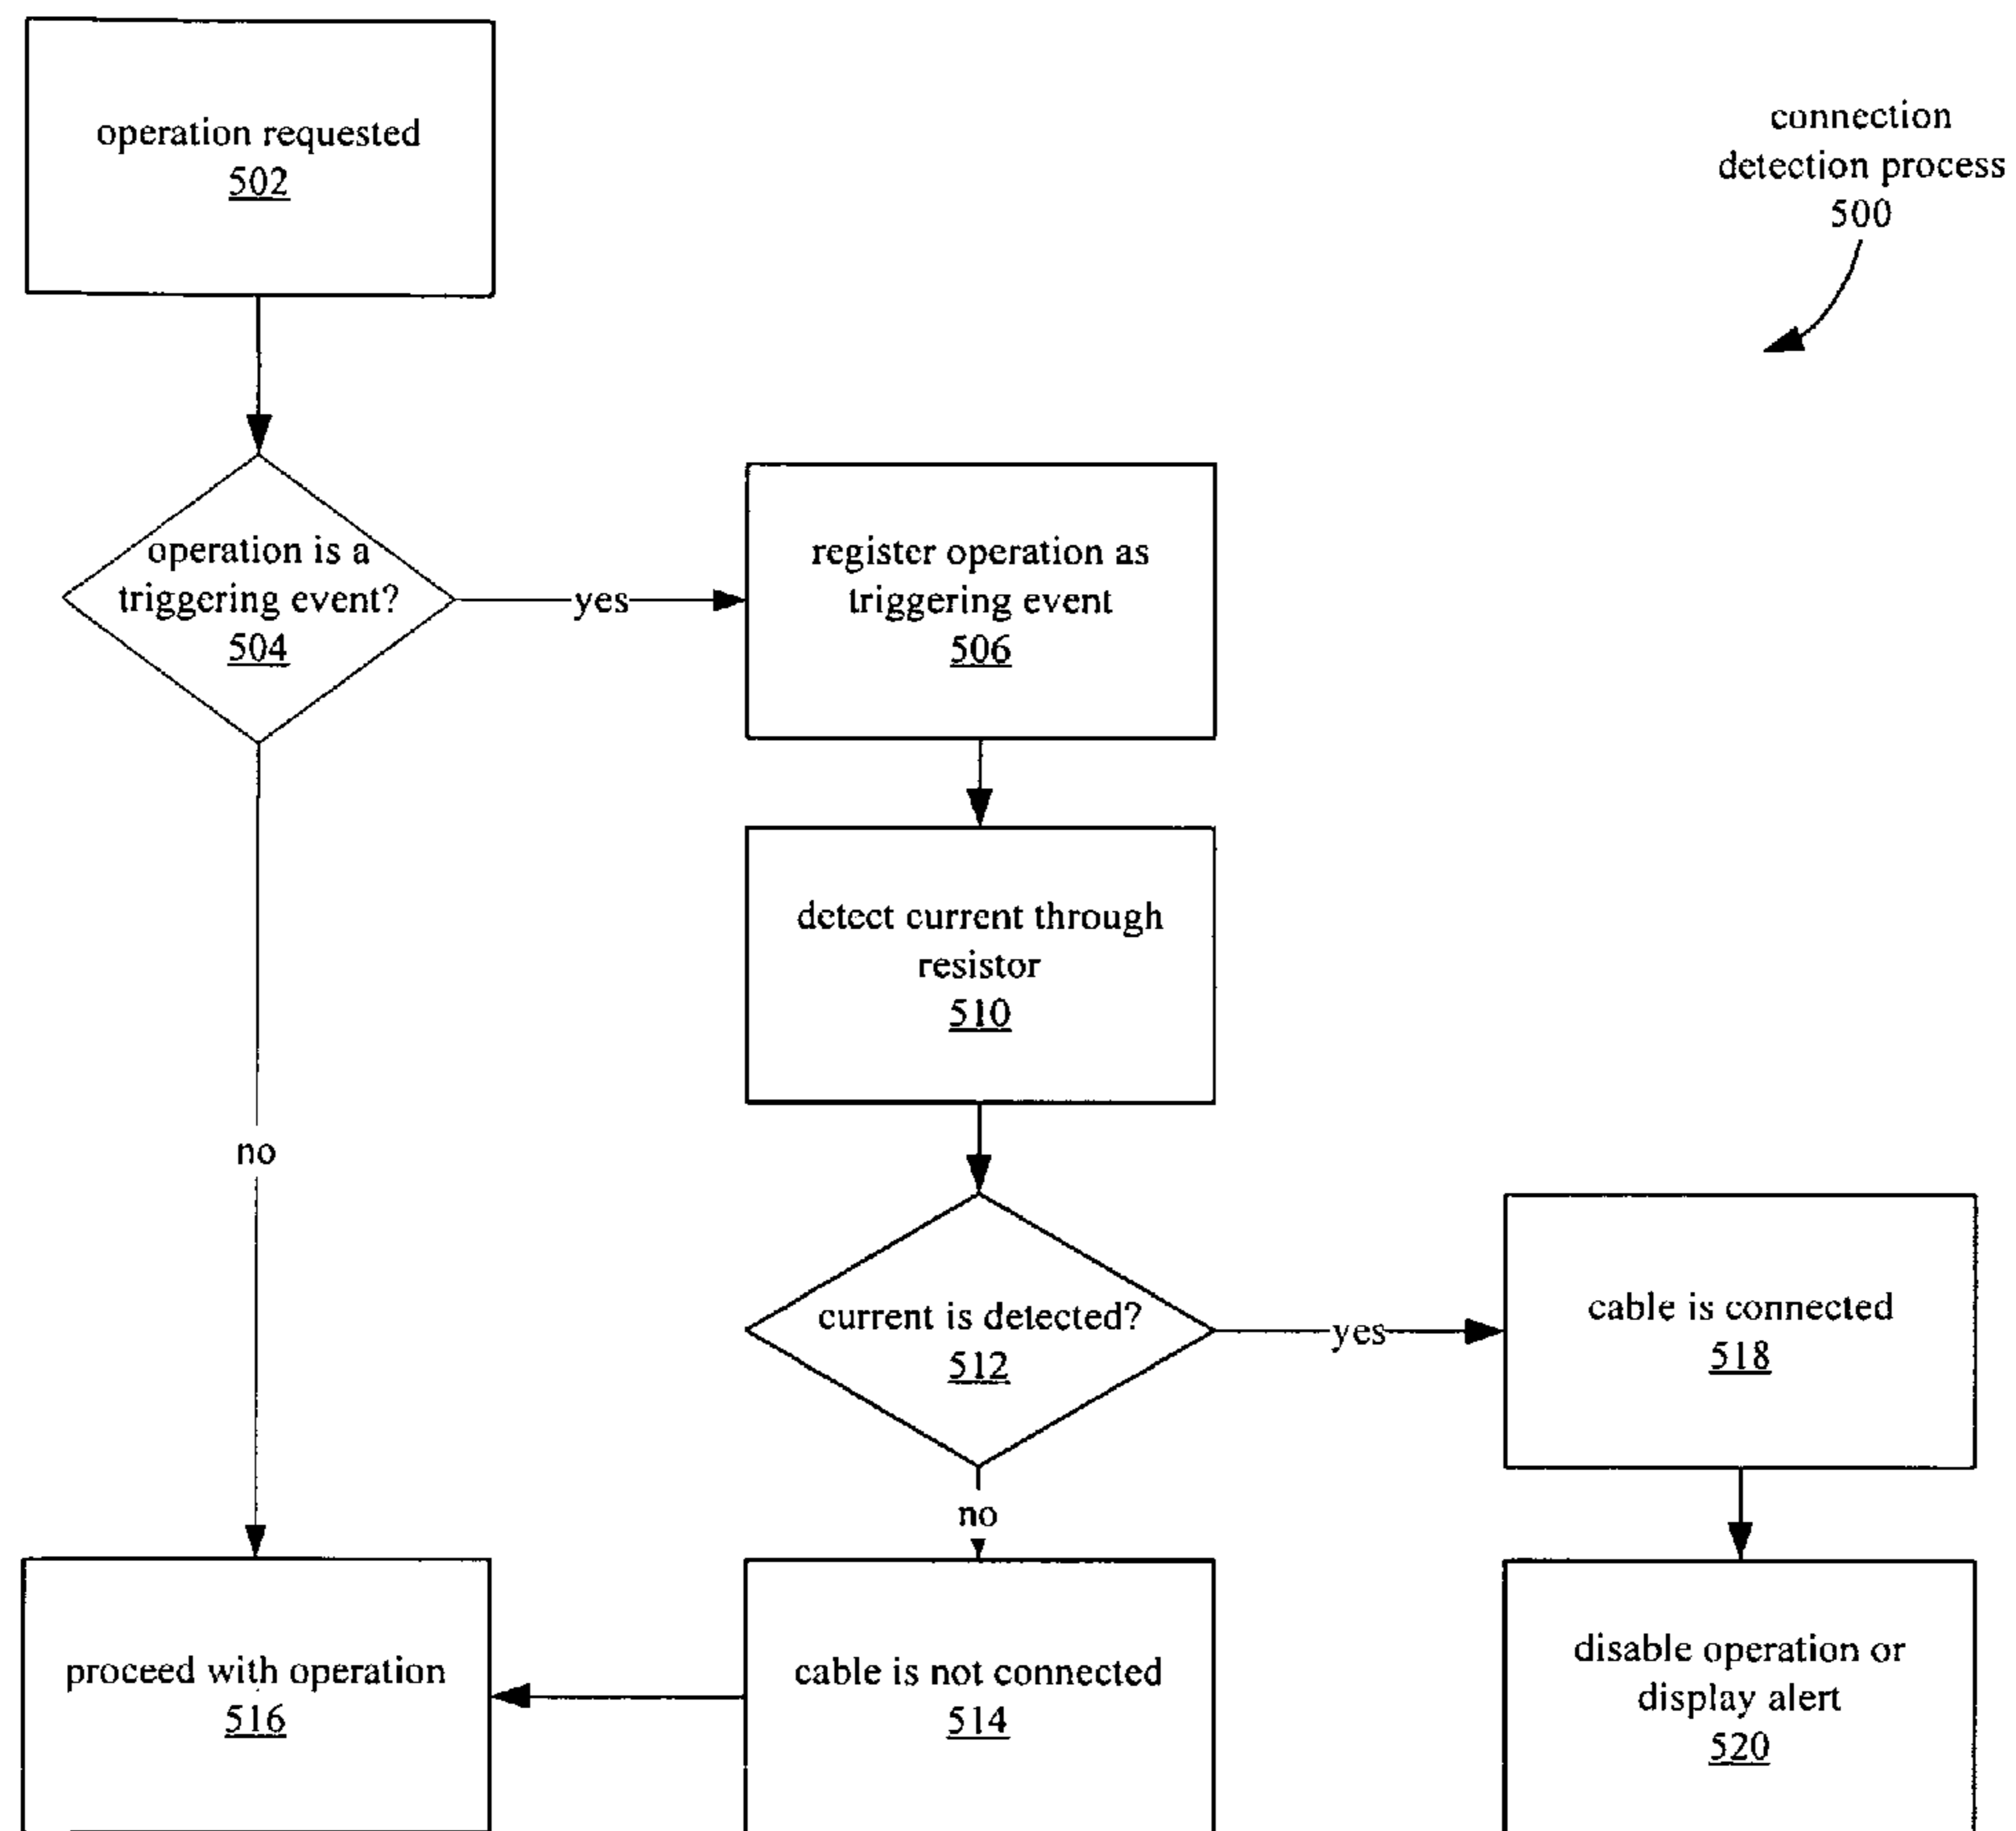 operation requested
502
connection
detection process
500
operation is a
triggering event?
504
yes
register operation as
triggering event
506
detect current through
resistor
510
no
current is detected?
512
yes
cable is connected
518
no
proceed with operation
516
cable is not connected
514
disable operation or
display alert
520